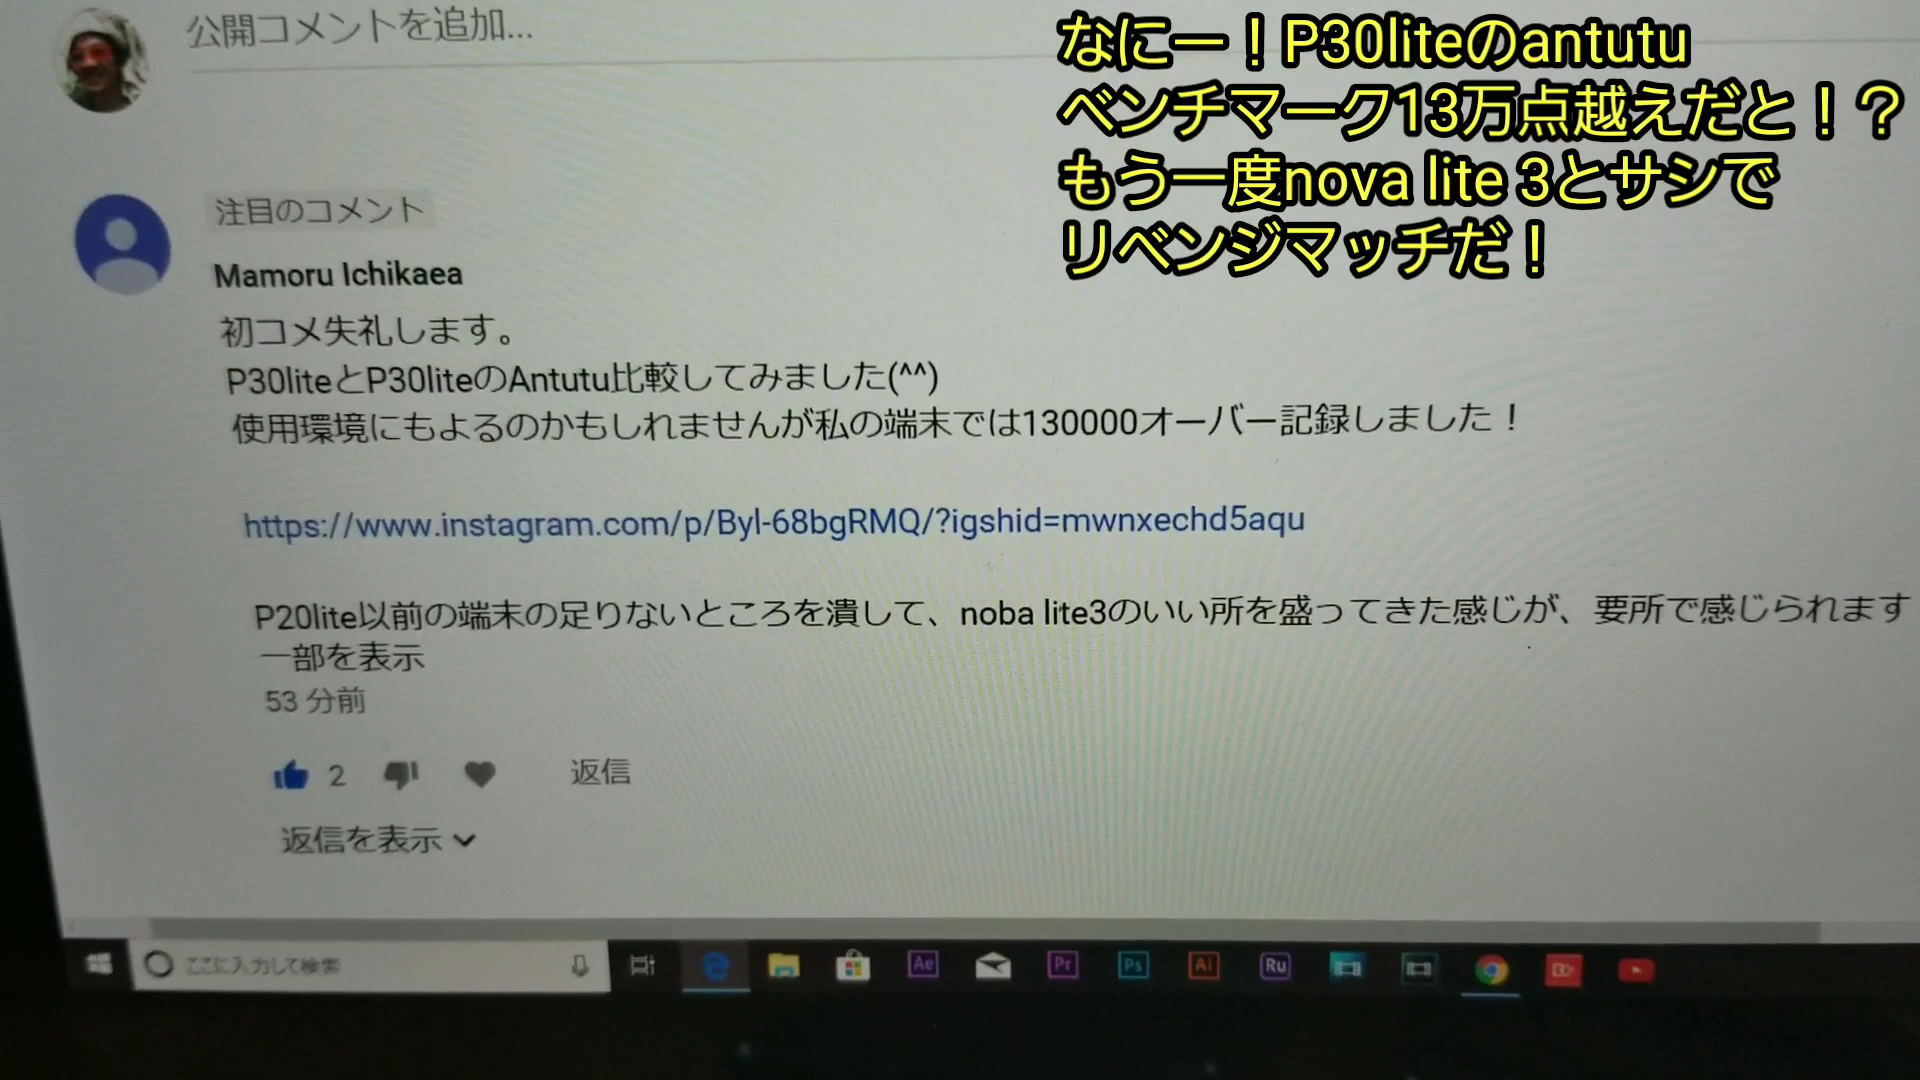 公開コメントを追加...
なにー！P30liteのantutu
ベンチマーク13万点越えだと！？
もう一度nova lite 3とサシで
リベンジマッチだ！
注目のコメント
Mamoru Ichikaea
初コメ失礼します。
P30liteとP30liteのAntutu比較してみました(^^)
使用環境にもよるのかもしれませんが私の端末では130000オーバー記録しました！
https://www.instagram.com/p/Byl-68bgRMQ/?igshid=mwnxechd5aqu
P20lite以前の端末の足りないところを潰して、noba lite3のいい所を盛ってきた感じが、要所で感じられます
一部を表示
53 分前
2 返信
返信を表示
ここに入力して検索
Ae Pr Ps Ai Ru